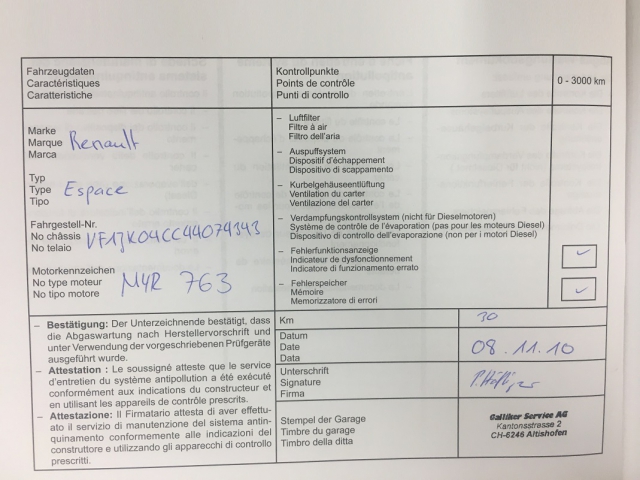 Fahrzeugdaten
Caractéristiques
Caratteristiche
Kontrollpunkte
Points de contrôle
Punti di controllo
0 - 3000 km
Marke
Marque Renault
Marca
Typ
Type Espace
Tipo
Fahrgestell-Nr.
No châssis VF1JK04CC44074343
No telaio
Motorkennzeichen
No type moteur M4R 763
No tipo motore
– Luftfilter
Filtre à air
Filtro dell'aria
– Auspuffsystem
Dispositif d'échappement
Dispositivo di scappamento
– Kurbelgehäuseentlüftung
Ventilation du carter
Ventilazione del carter
– Verdampfungskontrollsystem (nicht für Dieselmotoren)
Système de contrôle de l'évaporation (pas pour les moteurs Diesel)
Dispositivo di controllo dell'evaporazione (non per i motori Diesel)
– Fehlerfunktionsanzeige
Indicateur de dysfonctionnement
Indicatore di funzionamento errato
– Fehlerspeicher
Mémoire
Memorizzatore di errori
– Bestätigung: Der Unterzeichnende bestätigt, dass
die Abgaswartung nach Herstellervorschrift und
unter Verwendung der vorgeschriebenen Prüfgeräte
ausgeführt wurde.
– Attestation : Le soussigné atteste que le service
d'entretien du système antipollution a été exécuté
conformément aux indications du constructeur et
en utilisant les appareils de contrôle prescrits.
– Attestazione: Il Firmatario attesta di aver effettu-
ato il servizio di manutenzione del sistema antin-
quinamento conformemente alle indicazioni del
construttore e utilizzando gli apparecchi di controllo
prescritti.
Km 30
Datum
Date 08.11.10
Data
Unterschrift
Signature
Firma
Stempel der Garage
Timbre du garage
Timbro della ditta
Galliker Service AG
Kantonsstrasse 2
CH-6246 Altishofen